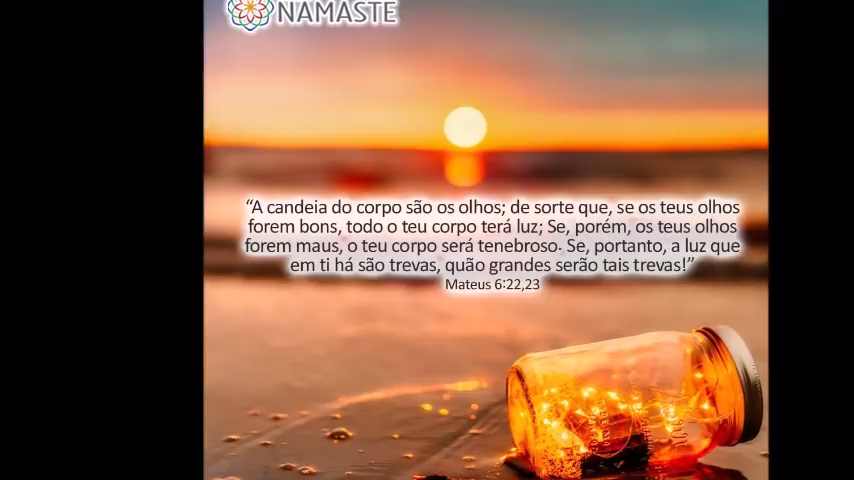 NAMASTE
“A candeia do corpo são os olhos; de sorte que, se os teus olhos
forem bons, todo o teu corpo terá luz; Se, porém, os teus olhos
forem maus, o teu corpo será tenebroso. Se, portanto, a luz que
em ti há são trevas, quão grandes serão tais trevas!”
Mateus 6:22,23